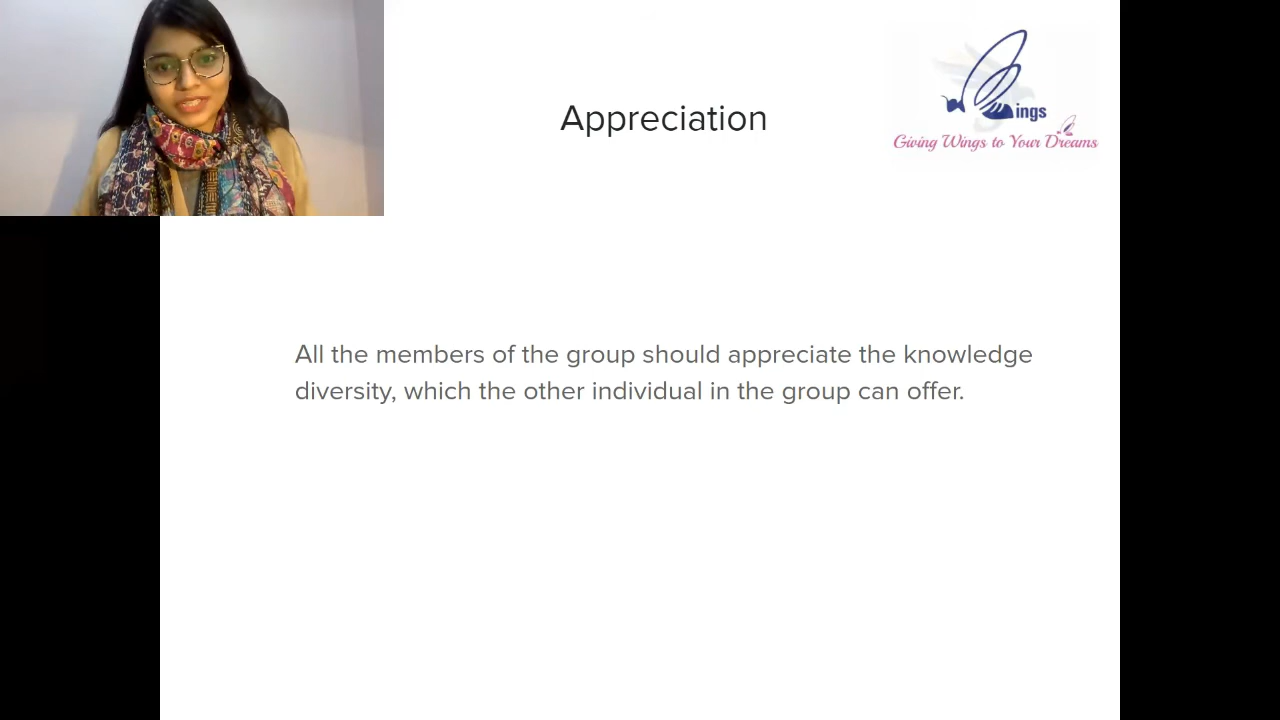 Appreciation
ings
Giving Wings to Your Dreams
All the members of the group should appreciate the knowledge
diversity, which the other individual in the group can offer.